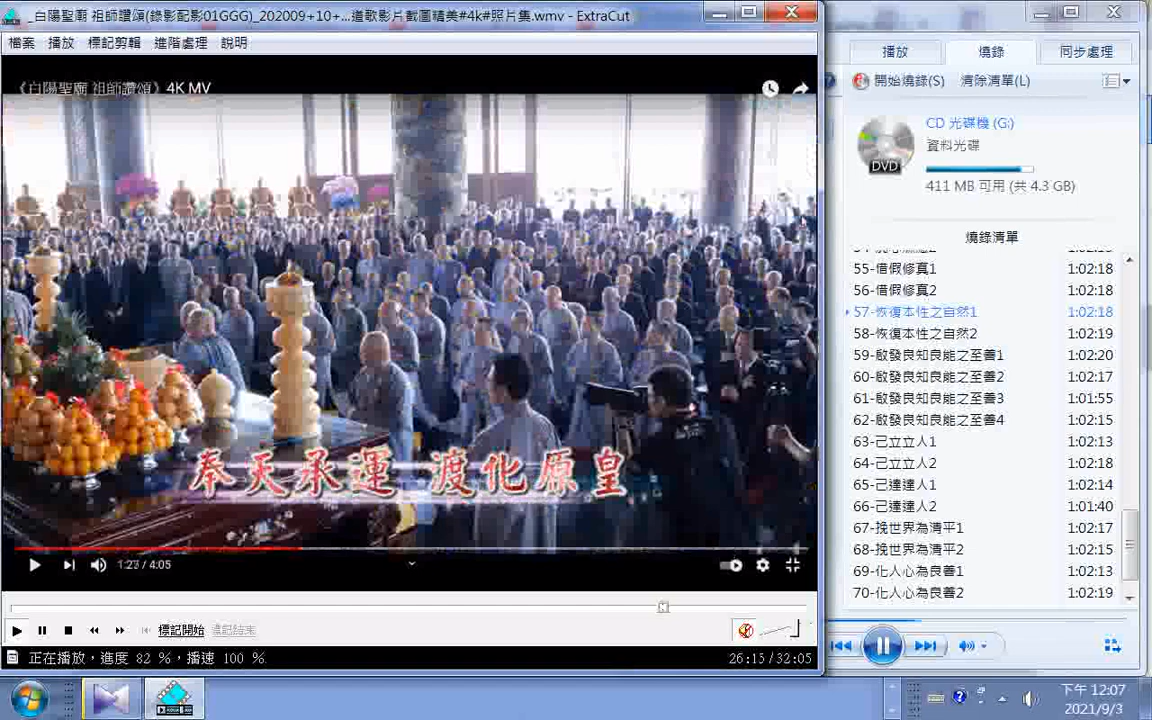 _白陽聖廟 祖師讚頌(錄影配影01GGG)_202009+10+...道歌影片截圖精美#4k#照片集.wmv - ExtraCut
檔案 播放 標記剪輯 進階處理 說明
《白陽聖廟 祖師讚頌》4K MV
奉天承運 渡化原皇
1:23 / 4:05
標記開始 標記結束
正在播放，進度 82 %，播速 100 %
26:15/32:05
播放 燒錄 同步處理
開始燒錄(S) 清除清單(L)
CD 光碟機 (G:)
資料光碟
DVD
411 MB 可用 (共 4.3 GB)
燒錄清單
55-借假修真1 1:02:18
56-借假修真2 1:02:18
57-恢復本性之自然1 1:02:18
58-恢復本性之自然2 1:02:19
59-啟發良知良能之至善1 1:02:20
60-啟發良知良能之至善2 1:02:17
61-啟發良知良能之至善3 1:01:55
62-啟發良知良能之至善4 1:02:15
63-己立立人1 1:02:13
64-己立立人2 1:02:18
65-己達達人1 1:02:14
66-己達達人2 1:01:40
67-挽世界為清平1 1:02:17
68-挽世界為清平2 1:02:15
69-化人心為良善1 1:02:13
70-化人心為良善2 1:02:19
下午 12:07
2021/9/3